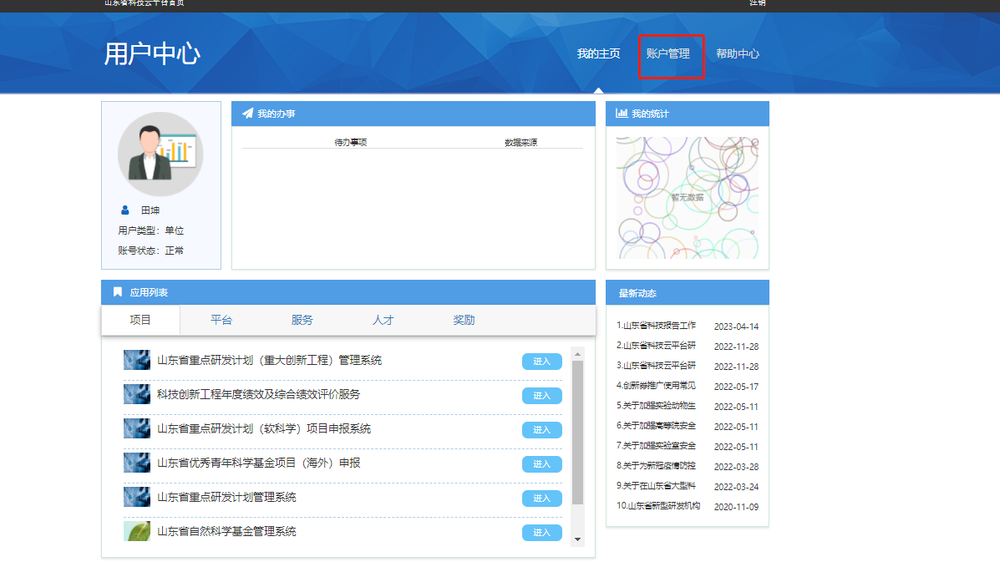 山东省科技云平台首页 注销
用户中心
我的主页 账户管理 帮助中心
田坤
用户类型：单位
账号状态：正常
我的办事
待办事项 数据来源
我的统计
暂无数据
应用列表
项目 平台 服务 人才 奖励
山东省重点研发计划（重大创新工程）管理系统 进入
科技创新工程年度绩效及综合绩效评价服务 进入
山东省重点研发计划（软科学）项目申报系统 进入
山东省优秀青年科学基金项目（海外）申报 进入
山东省重点研发计划管理系统 进入
山东省自然科学基金管理系统 进入
最新动态
1.山东省科技报告工作 2023-04-14
2.山东省科技云平台研 2022-11-28
3.山东省科技云平台研 2022-11-28
4.创新券推广使用常见 2022-05-17
5.关于加强实验动物生 2022-05-11
6.关于加强高等院安全 2022-05-11
7.关于加强实验室安全 2022-05-11
8.关于为新冠疫情防控 2022-03-28
9.关于在山东省大型科 2022-03-24
10.山东省新型研发机构 2020-11-09